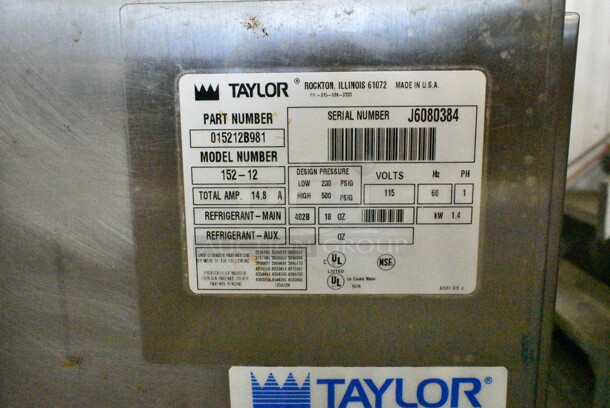 TAYLOR ® ROCKTON, ILLINOIS 61072 MADE IN U.S.A.
PART NUMBER
015212B981
SERIAL NUMBER J6080384
MODEL NUMBER
152-12
DESIGN PRESSURE
LOW 230 PSIG
HIGH 500 PSIG
VOLTS Hz PH
115 60 1
TOTAL AMP. 14.8 A
REFRIGERANT-MAIN 402B 18 OZ kW 1.4
REFRIGERANT-AUX. OZ
C UL
LISTED
UL
NSF
GROUP
TAYLOR®